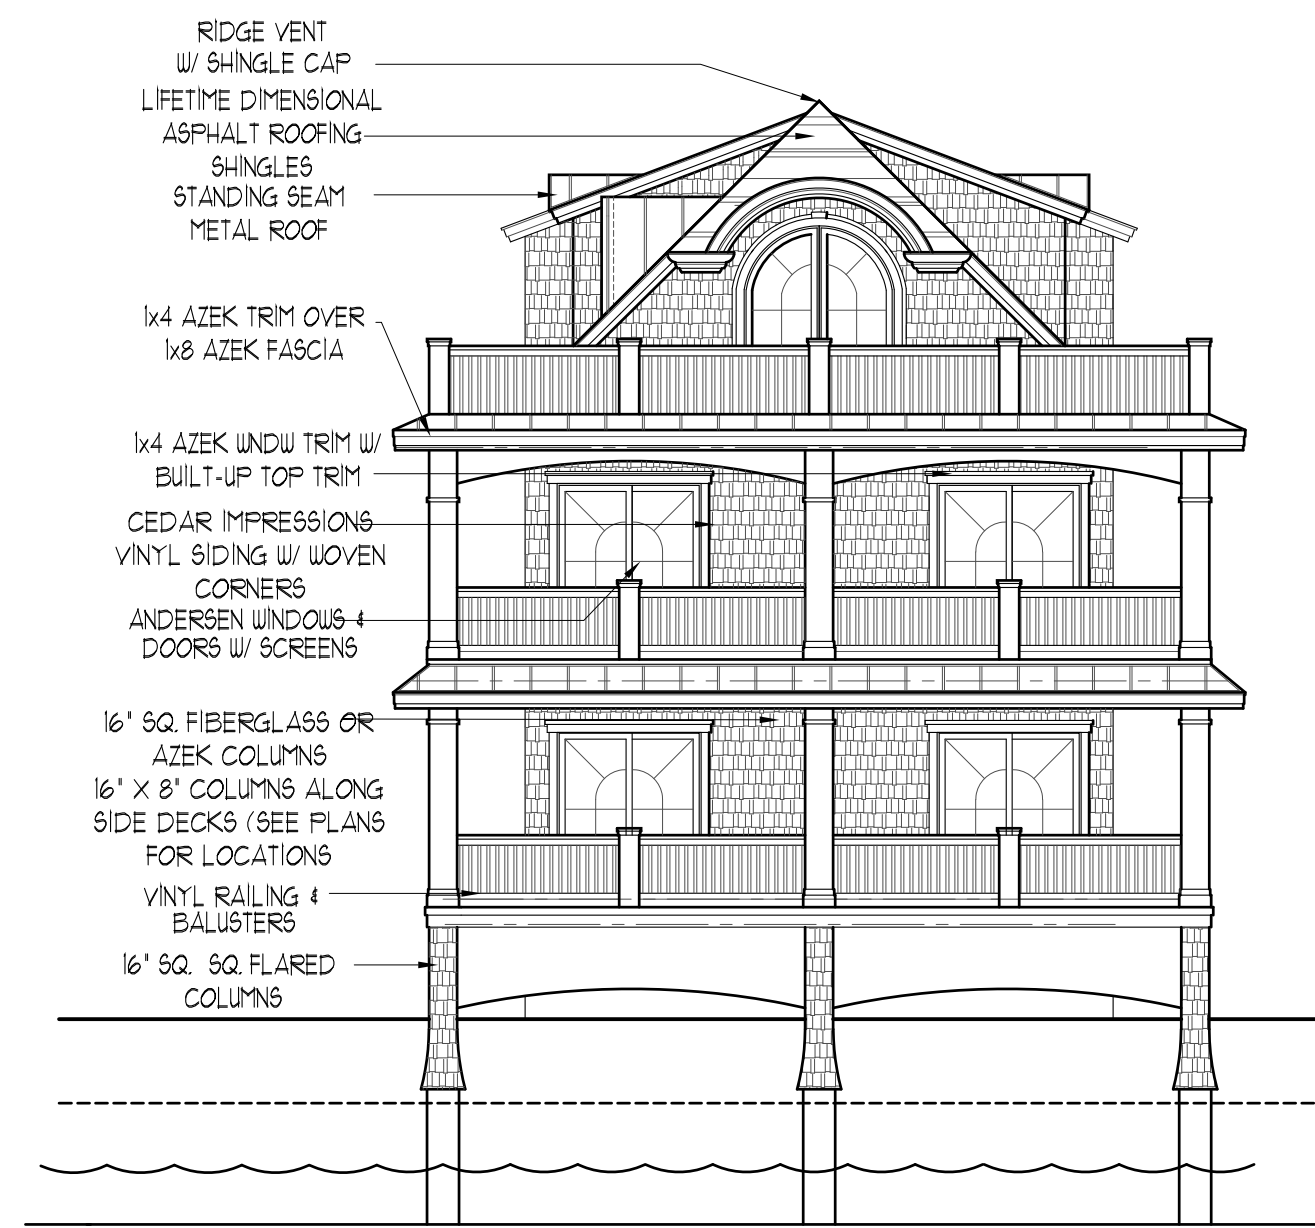 RIDGE VENT
W/ SHINGLE CAP
LIFETIME DIMENSIONAL
ASPHALT ROOFING
SHINGLES
STANDING SEAM
METAL ROOF
1x4 AZEK TRIM OVER
1x8 AZEK FASCIA
1x4 AZEK WNDW TRIM W/
BUILT-UP TOP TRIM
CEDAR IMPRESSIONS
VINYL SIDING W/ WOVEN
CORNERS
ANDERSEN WINDOWS &
DOORS W/ SCREENS
16" SQ. FIBERGLASS OR
AZEK COLUMNS
16" X 8" COLUMNS ALONG
SIDE DECKS (SEE PLANS
FOR LOCATIONS
VINYL RAILING &
BALUSTERS
16" SQ. SQ. FLARED
COLUMNS